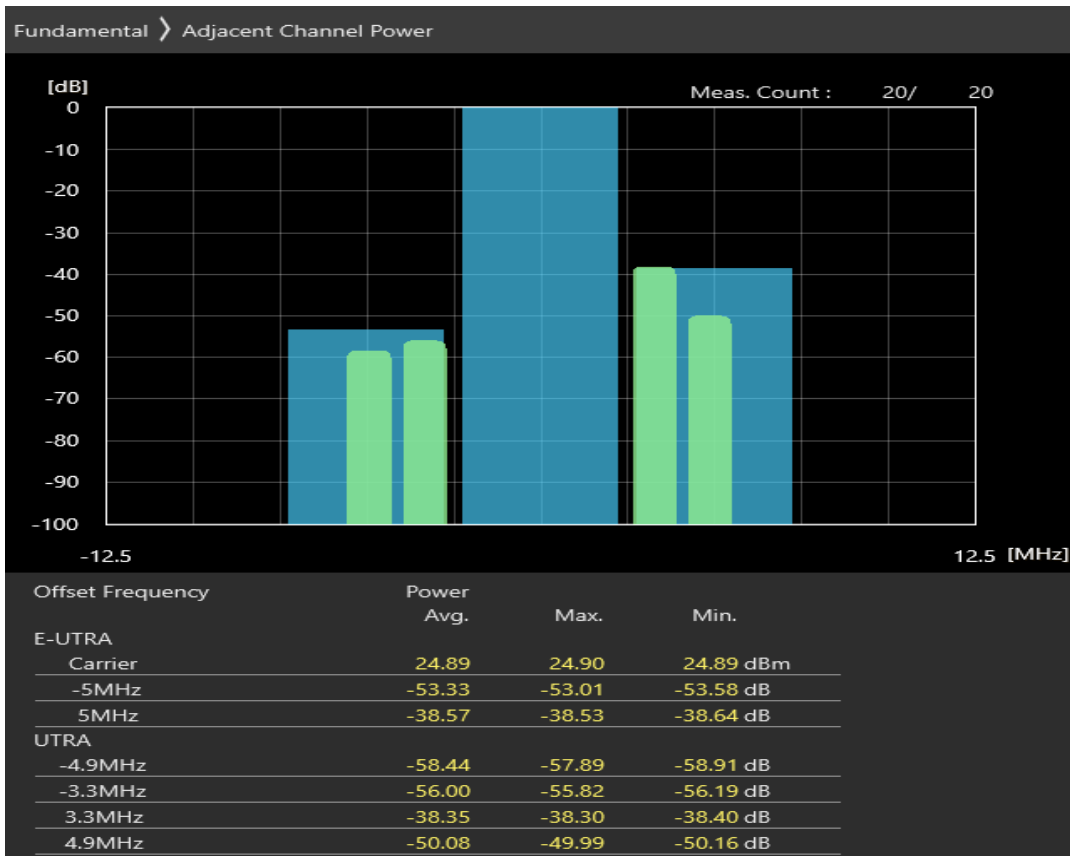 Fundamental 〉 Adjacent Channel Power
[dB]
Meas. Count : 20/ 20
0
-10
-20
-30
-40
-50
-60
-70
-80
-90
-100
-12.5 12.5 [MHz]
Offset Frequency Power
Avg. Max. Min.
E-UTRA
Carrier 24.89 24.90 24.89 dBm
-5MHz -53.33 -53.01 -53.58 dB
5MHz -38.57 -38.53 -38.64 dB
UTRA
-4.9MHz -58.44 -57.89 -58.91 dB
-3.3MHz -56.00 -55.82 -56.19 dB
3.3MHz -38.35 -38.30 -38.40 dB
4.9MHz -50.08 -49.99 -50.16 dB